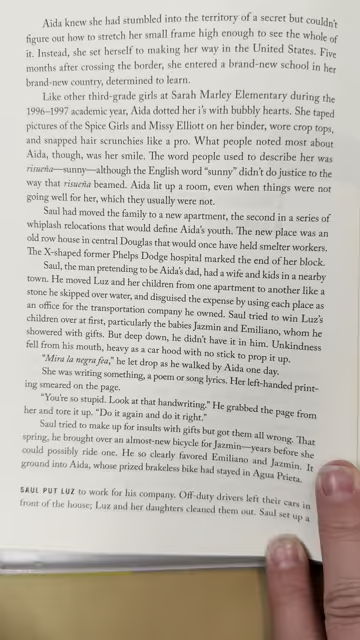 Aida knew she had stumbled into the territory of a secret but couldn't
figure out how to stretch her small frame high enough to see the whole of
it. Instead, she set herself to making her way in the United States. Five
months after crossing the border, she entered a brand-new school in her
brand-new country, determined to learn.
Like other third-grade girls at Sarah Marley Elementary during the
1996–1997 academic year, Aida dotted her i's with bubbly hearts. She taped
pictures of the Spice Girls and Missy Elliott on her binder, wore crop tops,
and snapped hair scrunchies like a pro. What people noted most about
Aida, though, was her smile. The word people used to describe her was
risueña—sunny—although the English word "sunny" didn't do justice to the
way that risueña beamed. Aida lit up a room, even when things were not
going well for her, which they usually were not.
Saul had moved the family to a new apartment, the second in a series of
whiplash relocations that would define Aida's youth. The new place was an
old row house in central Douglas that would once have held smelter workers.
The X-shaped former Phelps Dodge hospital marked the end of her block.
Saul, the man pretending to be Aida's dad, had a wife and kids in a nearby
town. He moved Luz and her children from one apartment to another like a
stone he skipped over water, and disguised the expense by using each place as
an office for the transportation company he owned. Saul tried to win Luz's
children over at first, particularly the babies Jazmin and Emiliano, whom he
showered with gifts. But deep down, he didn't have it in him. Unkindness
fell from his mouth, heavy as a car hood with no stick to prop it up.
"Mira la negra fea," he let drop as he walked by Aida one day.
She was writing something, a poem or song lyrics. Her left-handed print-
ing smeared on the page.
"You're so stupid. Look at that handwriting." He grabbed the page from
her and tore it up. "Do it again and do it right."
Saul tried to make up for insults with gifts but got them all wrong. That
spring, he brought over an almost-new bicycle for Jazmin—years before she
could possibly ride one. He so clearly favored Emiliano and Jazmin. It
ground into Aida, whose prized brakeless bike had stayed in Agua Prieta.
SAUL PUT LUZ to work for his company. Off-duty drivers left their cars in
front of the house; Luz and her daughters cleaned them out. Saul set up a